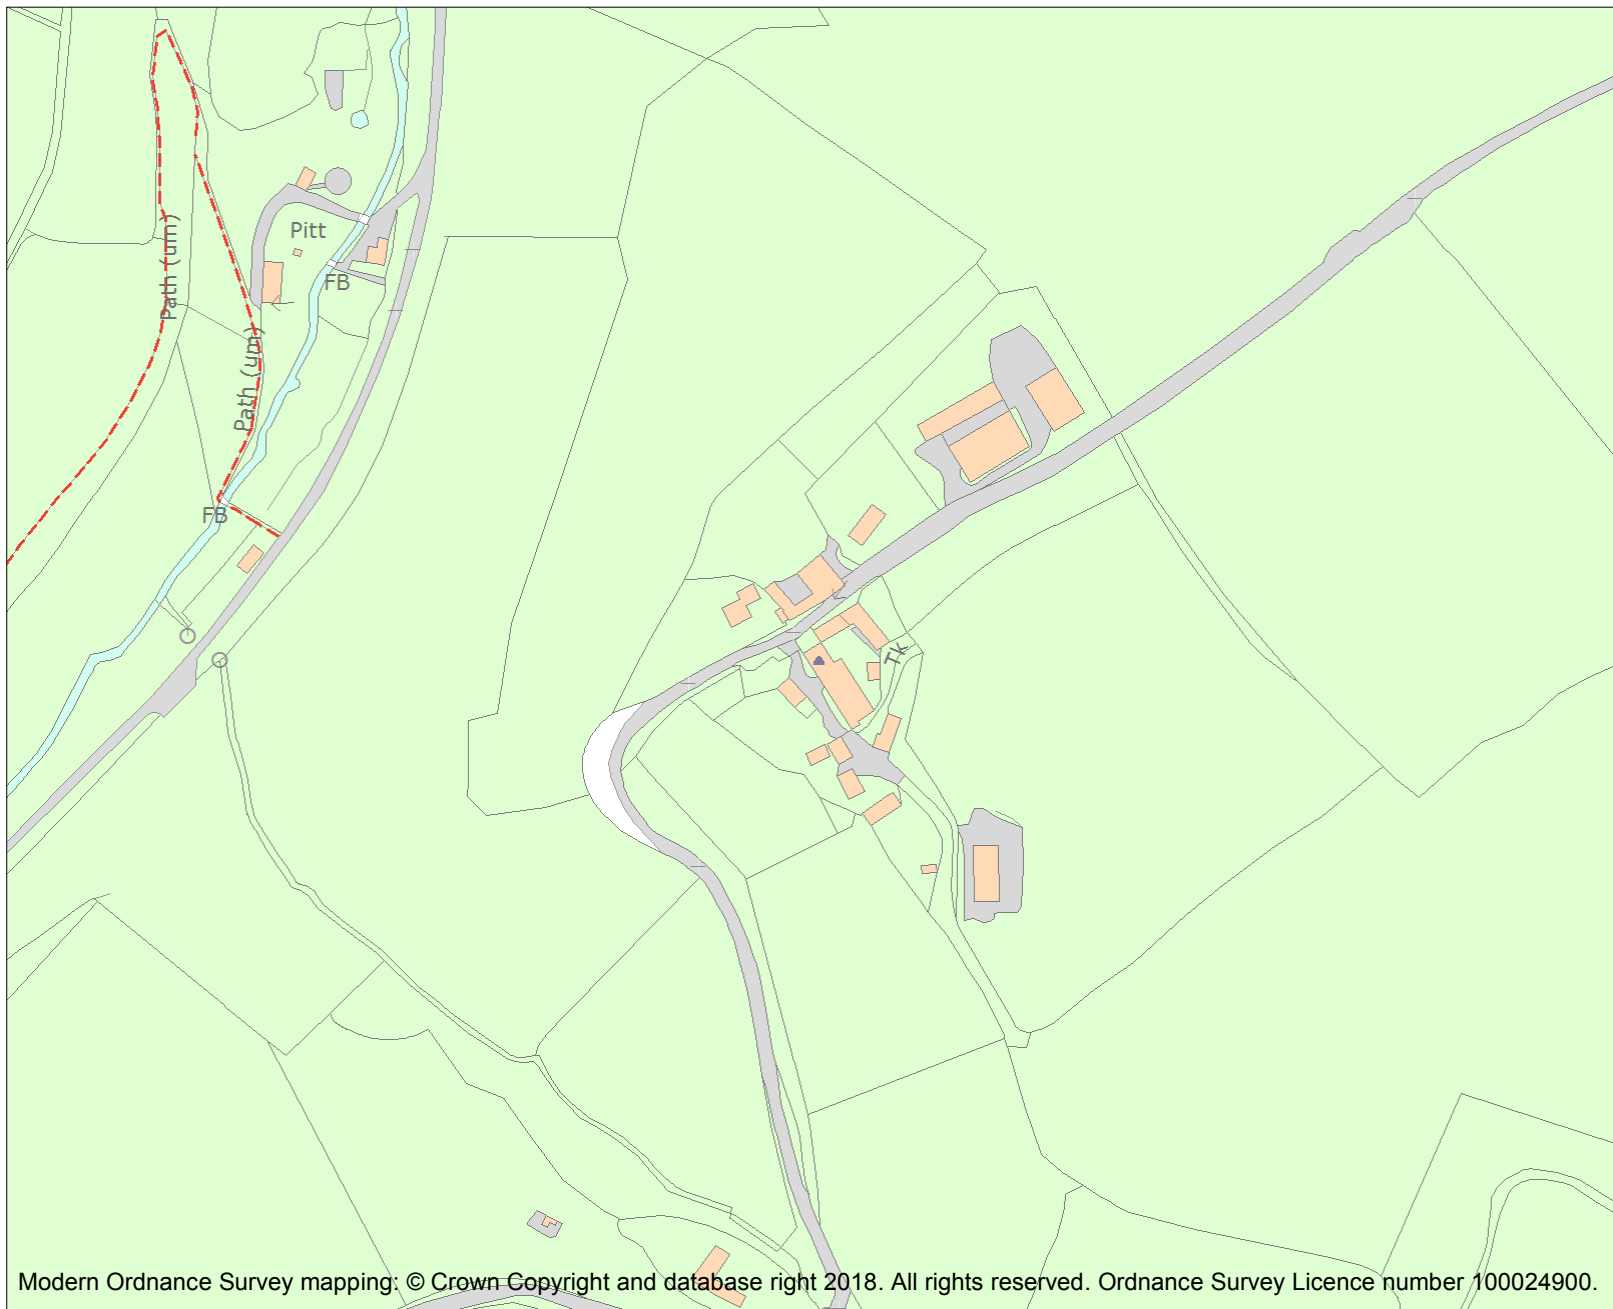 Path (um)
Pitt
FB
Path (um)
FB
Tk
Modern Ordnance Survey mapping: © Crown Copyright and database right 2018. All rights reserved. Ordnance Survey Licence number 100024900.